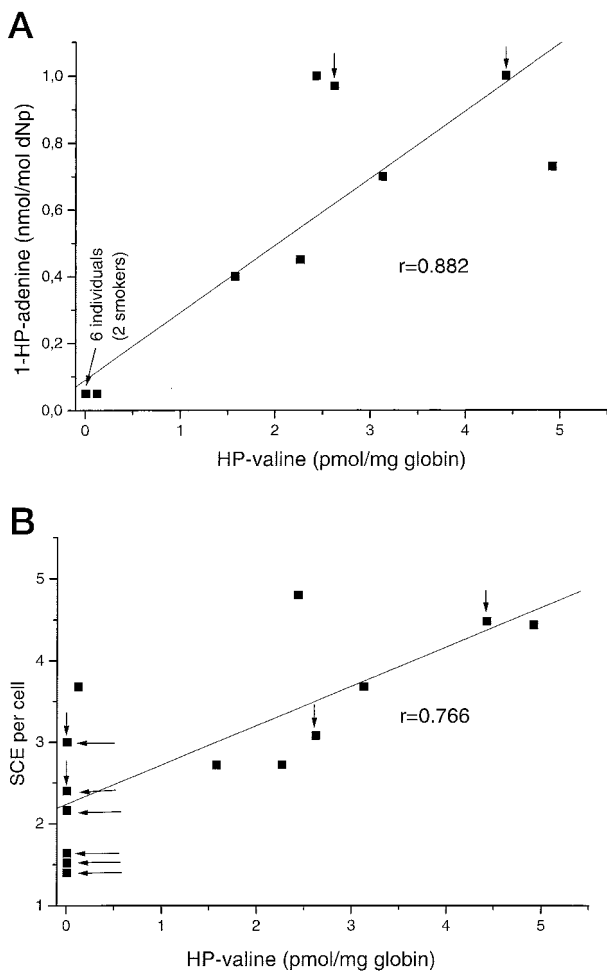 A
1-HP-adenine (nmol/mol dNp)
1,0
0,8
0,6
0,4
0,2
0,0
6 individuals
(2 smokers)
r=0.882
0 1 2 3 4 5
HP-valine (pmol/mg globin)
B
SCE per cell
5
4
3
2
1
r=0.766
0 1 2 3 4 5
HP-valine (pmol/mg globin)